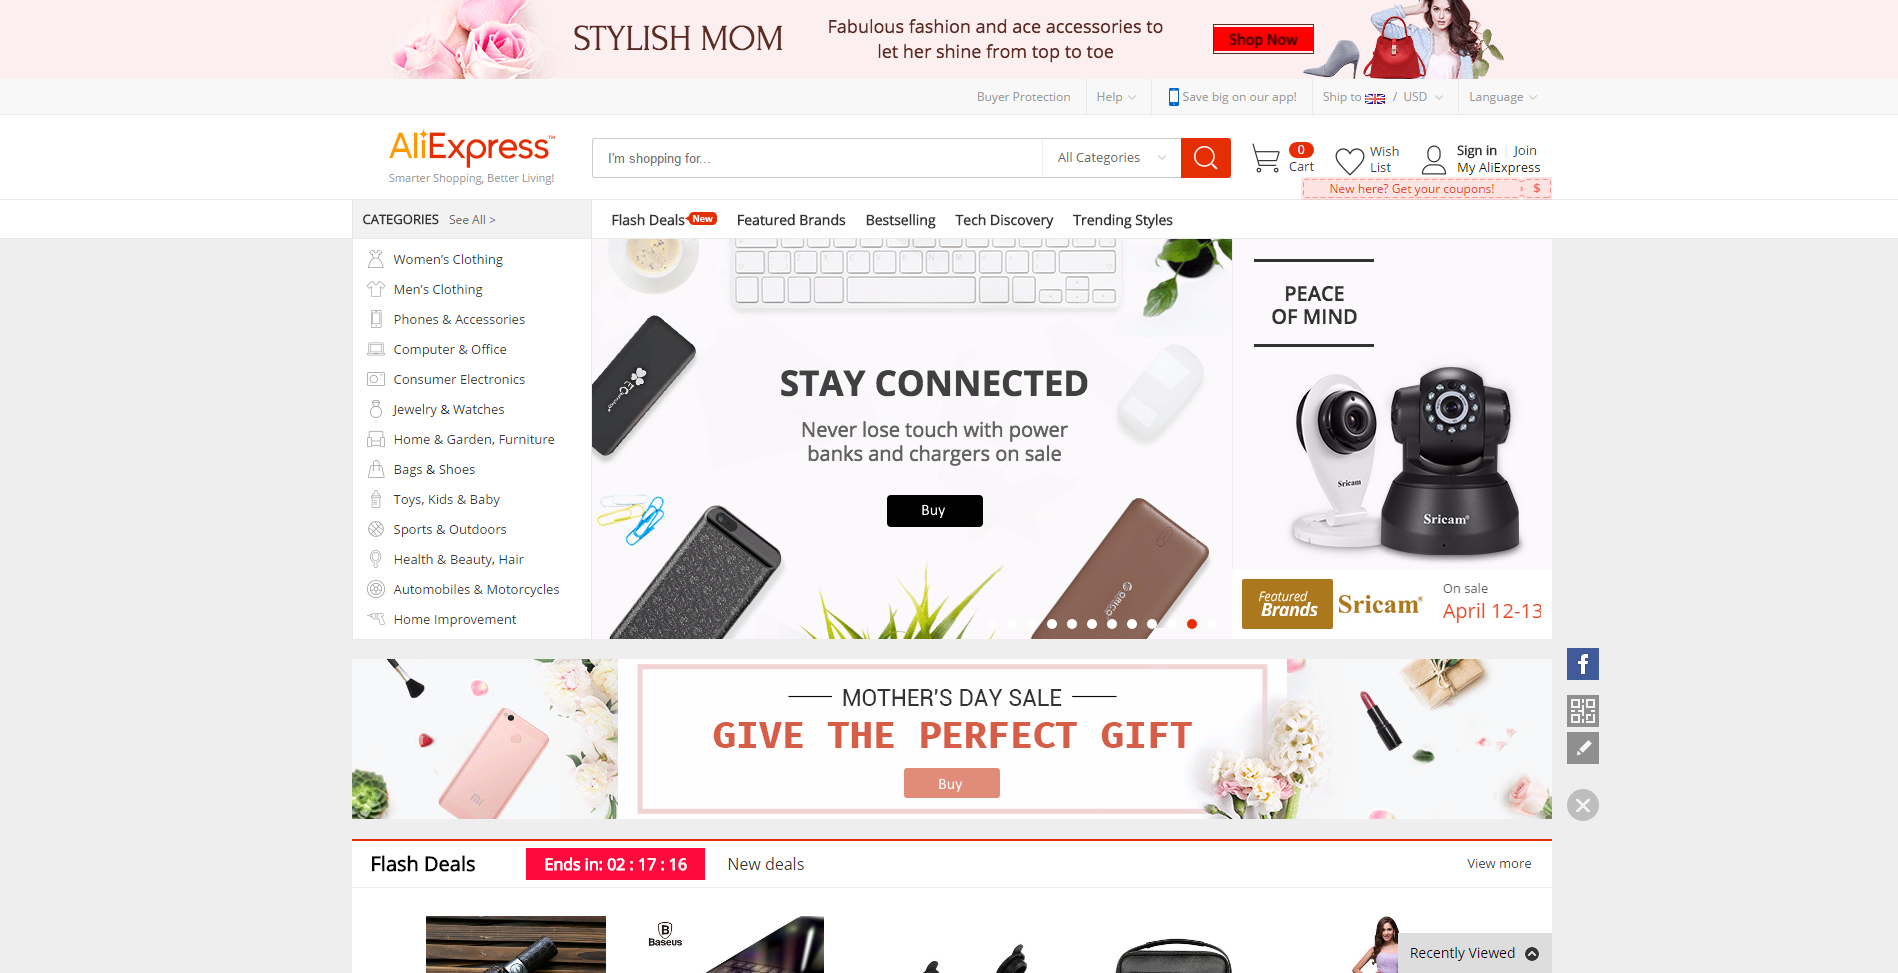 STYLISH MOM
Fabulous fashion and ace accessories to
let her shine from top to toe
Shop Now
Buyer Protection
Help
Save big on our app!
Ship to / USD
Language
AliExpress™
Smarter Shopping, Better Living!
I'm shopping for...
All Categories
0
Cart
Wish
List
Sign in | Join
My AliExpress
New here? Get your coupons! $
CATEGORIES See All >
Flash Deals New
Featured Brands
Bestselling
Tech Discovery
Trending Styles
Women's Clothing
Men's Clothing
Phones & Accessories
Computer & Office
Consumer Electronics
Jewelry & Watches
Home & Garden, Furniture
Bags & Shoes
Toys, Kids & Baby
Sports & Outdoors
Health & Beauty, Hair
Automobiles & Motorcycles
Home Improvement
STAY CONNECTED
Never lose touch with power
banks and chargers on sale
Buy
ORICO
PEACE
OF MIND
Sricam
Sricam®
Featured
Brands
Sricam®
On sale
April 12-13
MOTHER'S DAY SALE
GIVE THE PERFECT GIFT
Buy
MI
f
Flash Deals
Ends in: 02 : 17 : 16
New deals
View more
B
Baseus
Recently Viewed